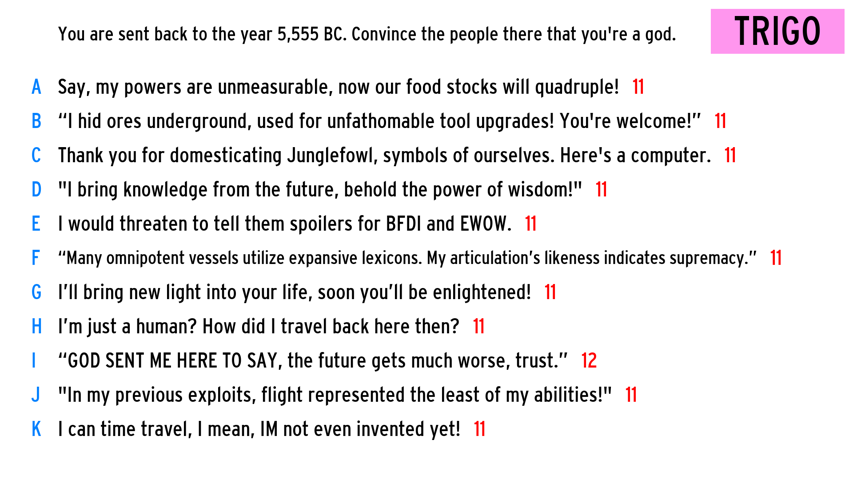 You are sent back to the year 5,555 BC. Convince the people there that you're a god.
TRIGO
A Say, my powers are unmeasurable, now our food stocks will quadruple! 11
B “I hid ores underground, used for unfathomable tool upgrades! You're welcome!” 11
C Thank you for domesticating Junglefowl, symbols of ourselves. Here's a computer. 11
D "I bring knowledge from the future, behold the power of wisdom!" 11
E I would threaten to tell them spoilers for BFDI and EWOW. 11
F “Many omnipotent vessels utilize expansive lexicons. My articulation’s likeness indicates supremacy.” 11
G I’ll bring new light into your life, soon you’ll be enlightened! 11
H I’m just a human? How did I travel back here then? 11
I “GOD SENT ME HERE TO SAY, the future gets much worse, trust.” 12
J "In my previous exploits, flight represented the least of my abilities!" 11
K I can time travel, I mean, IM not even invented yet! 11